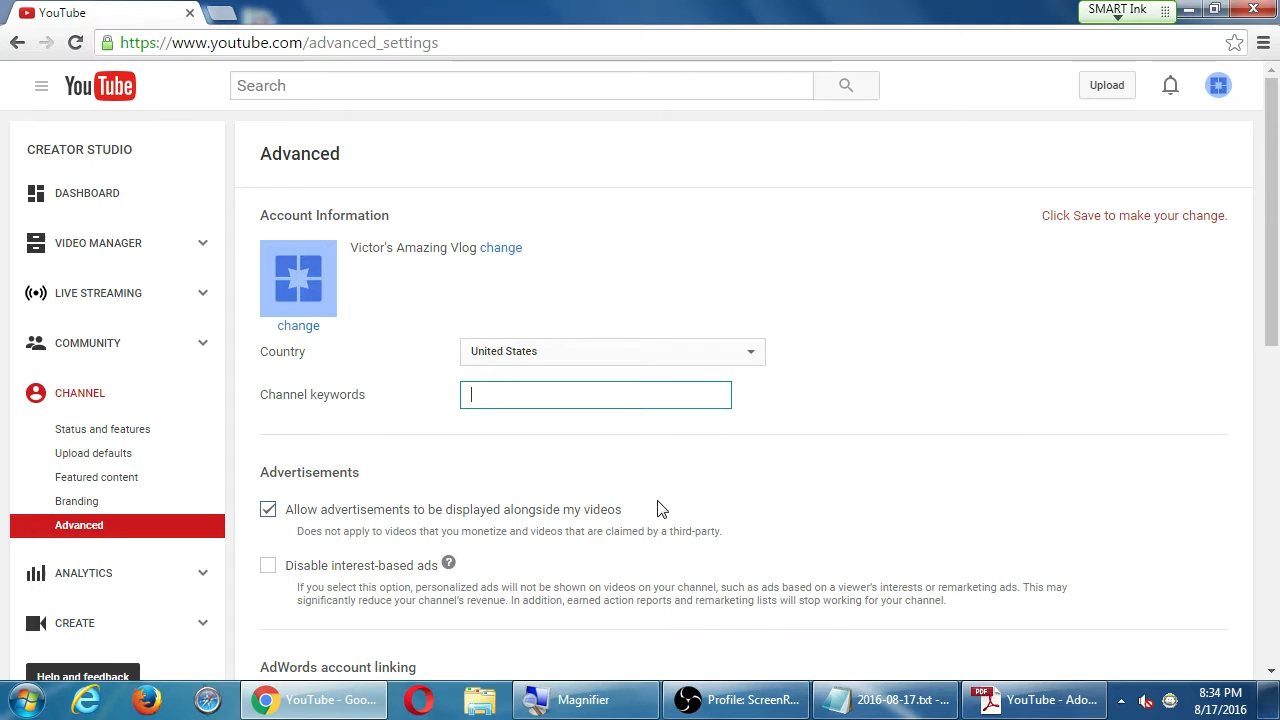 YouTube
SMART Ink
https://www.youtube.com/advanced_settings
YouTube
Search
Upload
CREATOR STUDIO
DASHBOARD
VIDEO MANAGER
LIVE STREAMING
COMMUNITY
CHANNEL
Status and features
Upload defaults
Featured content
Branding
Advanced
ANALYTICS
CREATE
Help and feedback
Advanced
Account Information
Click Save to make your change.
Victor's Amazing Vlog change
change
Country
United States
Channel keywords
Advertisements
Allow advertisements to be displayed alongside my videos
Does not apply to videos that you monetize and videos that are claimed by a third-party.
Disable interest-based ads ?
If you select this option, personalized ads will not be shown on videos on your channel, such as ads based on a viewer's interests or remarketing ads. This may
significantly reduce your channel's revenue. In addition, earned action reports and remarketing lists will stop working for your channel.
AdWords account linking
YouTube - Goo...
Magnifier
Profile: ScreenR...
2016-08-17.txt -...
PDF
YouTube - Ado...
8:34 PM
8/17/2016